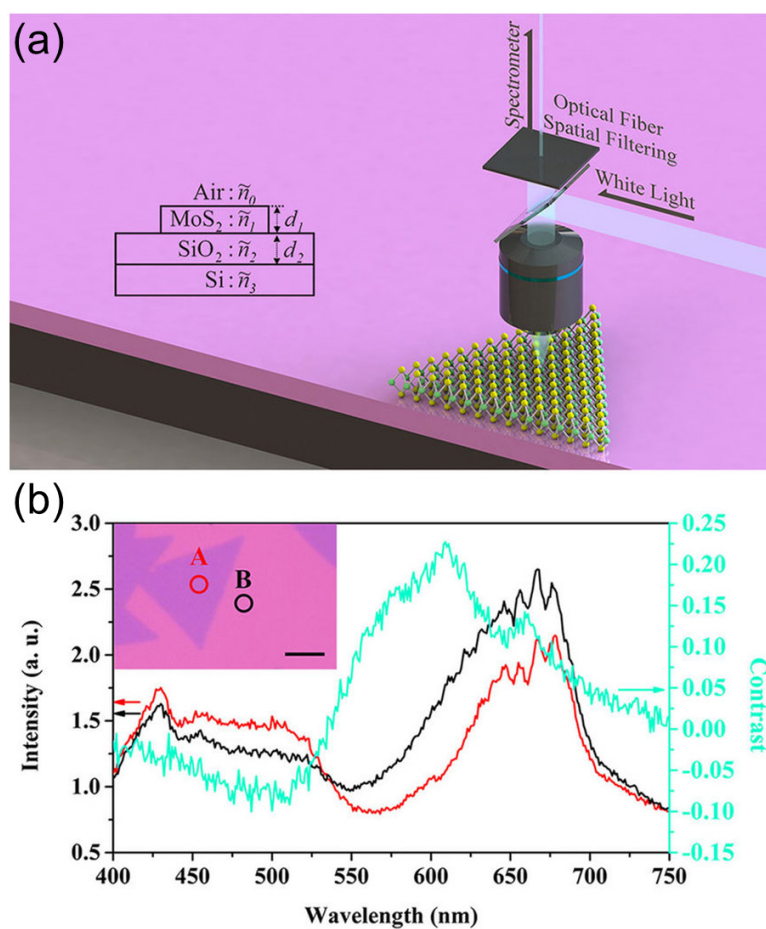 (a)
Spectrometer
Optical Fiber
Spatial Filtering
White Light
Air : ñ₀
MoS₂ : ñ₁
d₁
SiO₂ : ñ₂
d₂
Si : ñ₃
(b)
3.0
2.5
2.0
1.5
1.0
0.5
Intensity (a. u.)
A
B
0.25
0.20
0.15
0.10
0.05
0.00
-0.05
-0.10
-0.15
Contrast
400 450 500 550 600 650 700 750
Wavelength (nm)